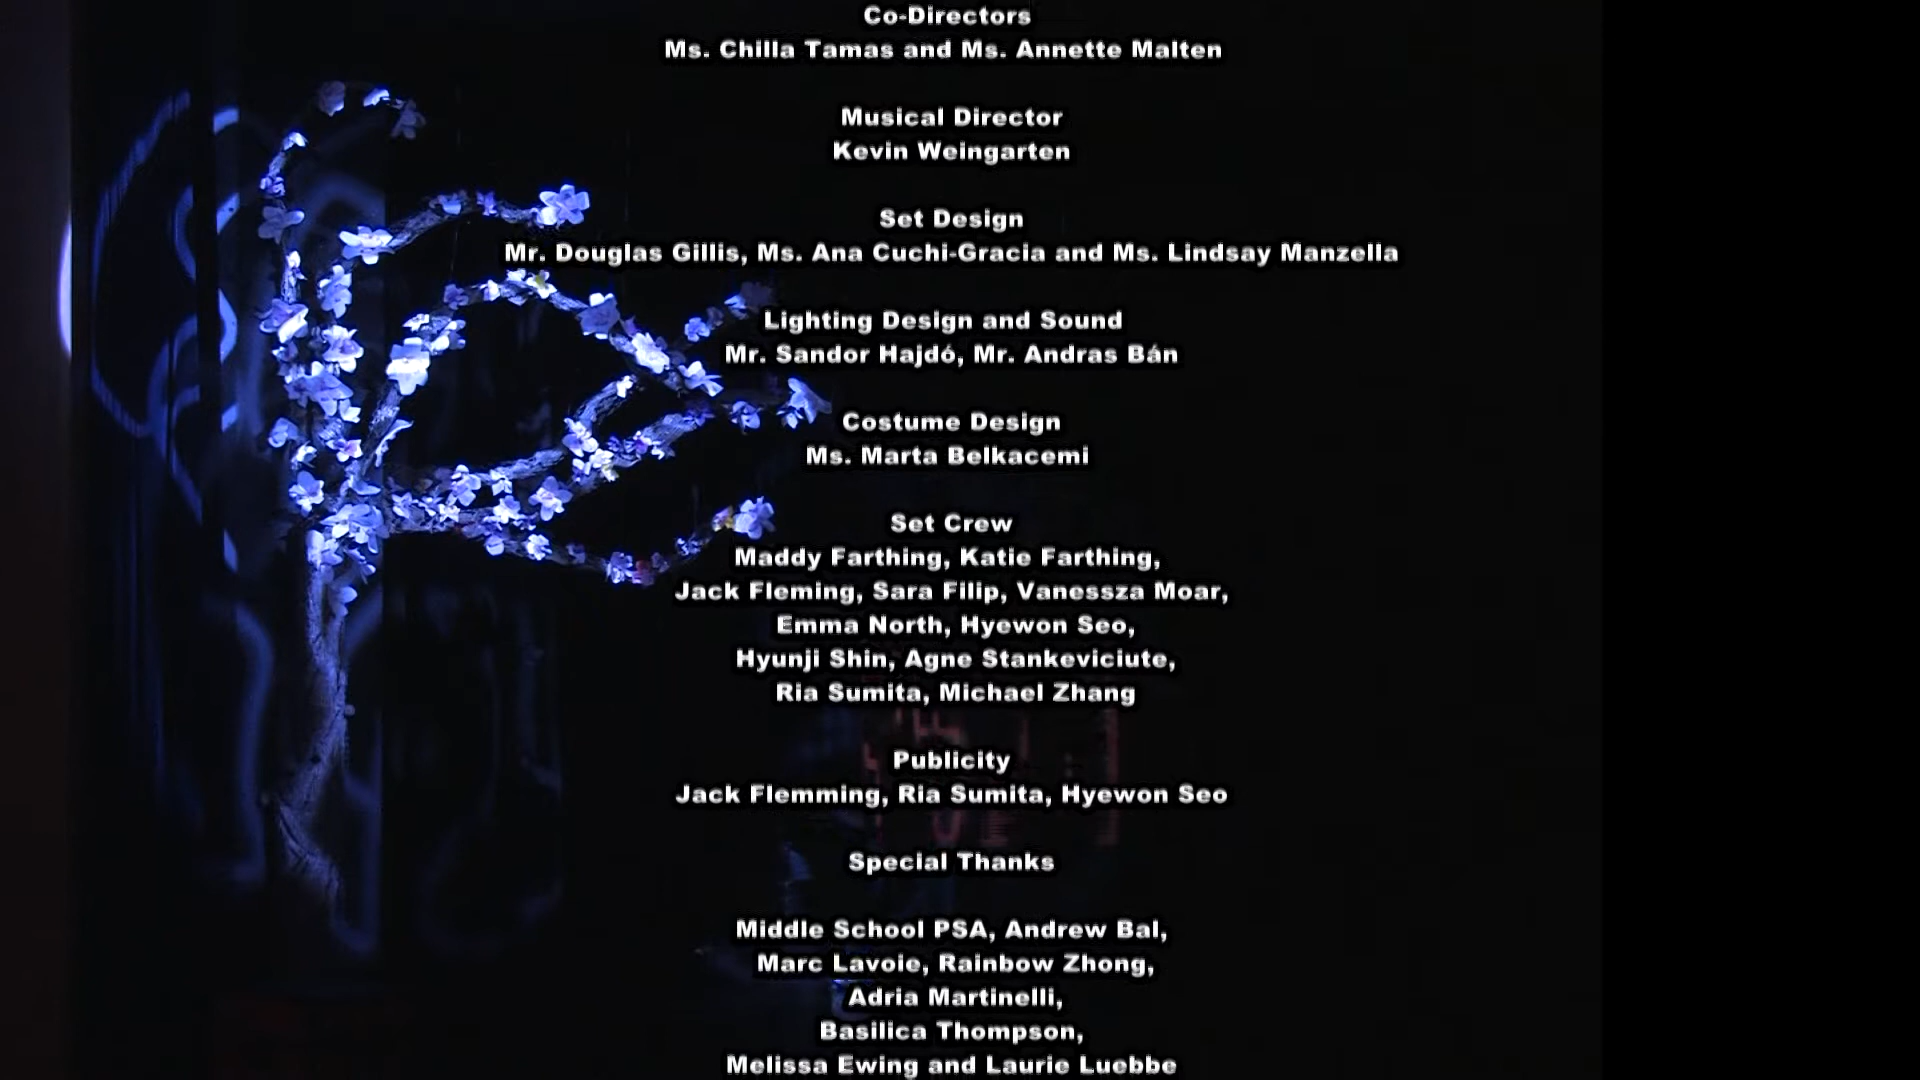 Co-Directors
Ms. Chilla Tamas and Ms. Annette Malten
Musical Director
Kevin Weingarten
Set Design
Mr. Douglas Gillis, Ms. Ana Cuchi-Gracia and Ms. Lindsay Manzella
Lighting Design and Sound
Mr. Sandor Hajdó, Mr. Andras Bán
Costume Design
Ms. Marta Belkacemi
Set Crew
Maddy Farthing, Katie Farthing,
Jack Fleming, Sara Filip, Vanessza Moar,
Emma North, Hyewon Seo,
Hyunji Shin, Agne Stankeviciute,
Ria Sumita, Michael Zhang
Publicity
Jack Flemming, Ria Sumita, Hyewon Seo
Special Thanks
Middle School PSA, Andrew Bal,
Marc Lavoie, Rainbow Zhong,
Adria Martinelli,
Basilica Thompson,
Melissa Ewing and Laurie Luebbe